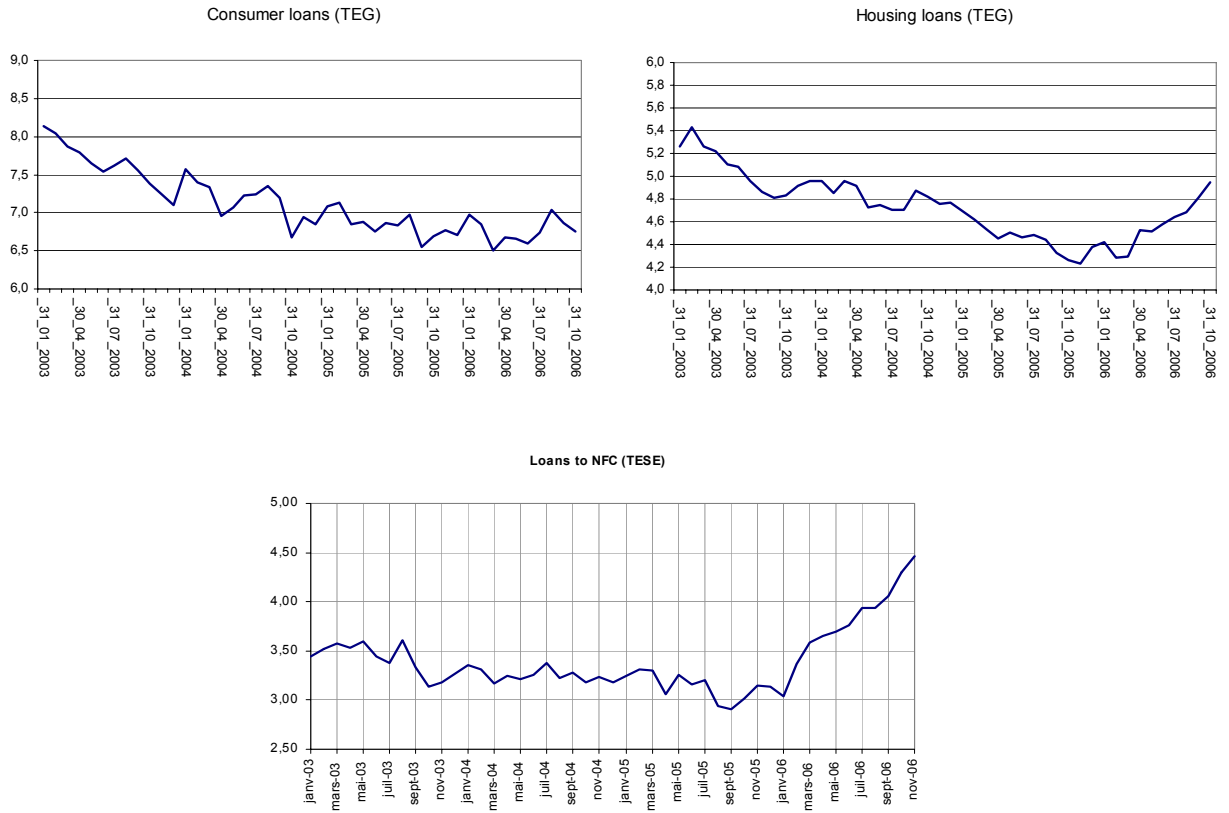 Consumer loans (TEG)
9,0
8,5
8,0
7,5
7,0
6,5
6,0
31_01_2003
30_04_2003
31_07_2003
31_10_2003
31_01_2004
30_04_2004
31_07_2004
31_10_2004
31_01_2005
30_04_2005
31_07_2005
31_10_2005
31_01_2006
30_04_2006
31_07_2006
31_10_2006
Housing loans (TEG)
6,0
5,8
5,6
5,4
5,2
5,0
4,8
4,6
4,4
4,2
4,0
31_01_2003
30_04_2003
31_07_2003
31_10_2003
31_01_2004
30_04_2004
31_07_2004
31_10_2004
31_01_2005
30_04_2005
31_07_2005
31_10_2005
31_01_2006
30_04_2006
31_07_2006
31_10_2006
Loans to NFC (TESE)
5,00
4,50
4,00
3,50
3,00
2,50
janv-03
mars-03
mai-03
juil-03
sept-03
nov-03
janv-04
mars-04
mai-04
juil-04
sept-04
nov-04
janv-05
mars-05
mai-05
juil-05
sept-05
nov-05
janv-06
mars-06
mai-06
juil-06
sept-06
nov-06